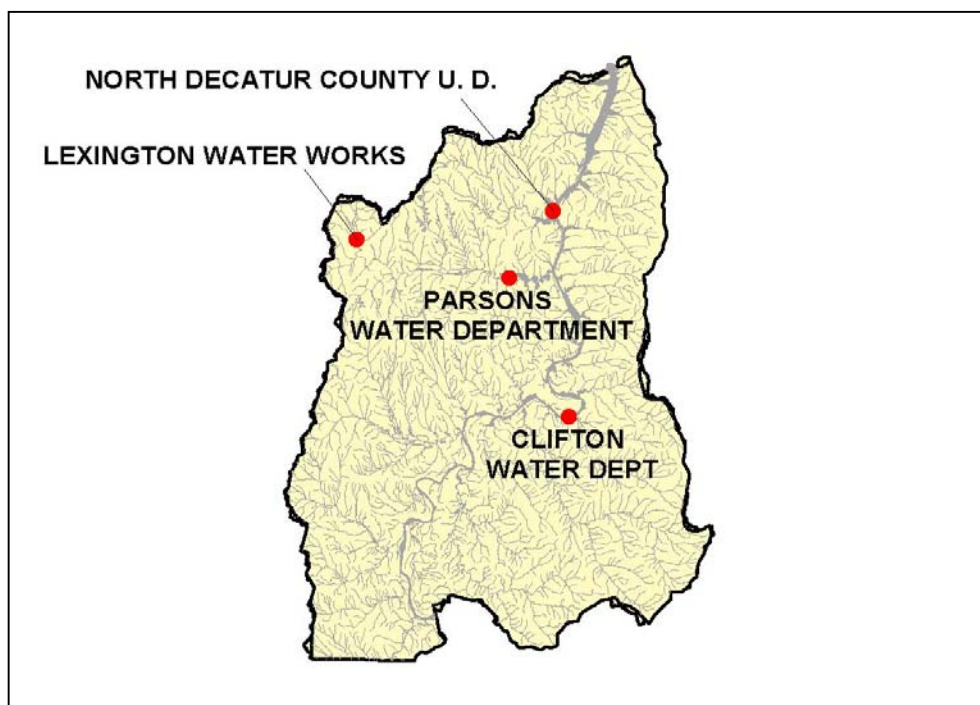 NORTH DECATUR COUNTY U. D.
LEXINGTON WATER WORKS
PARSONS
WATER DEPARTMENT
CLIFTON
WATER DEPT